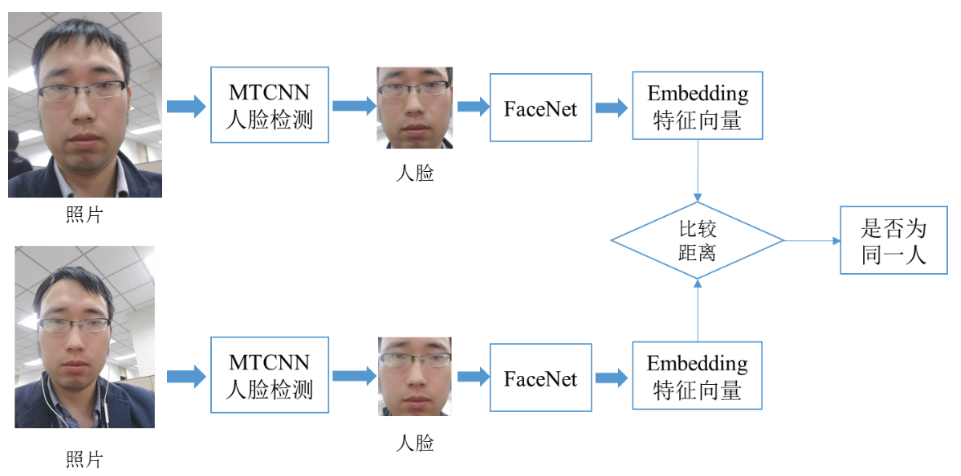 MTCNN
人脸检测
FaceNet
Embedding
特征向量
人脸
照片
比较
距离
是否为
同一人
MTCNN
人脸检测
FaceNet
Embedding
特征向量
人脸
照片